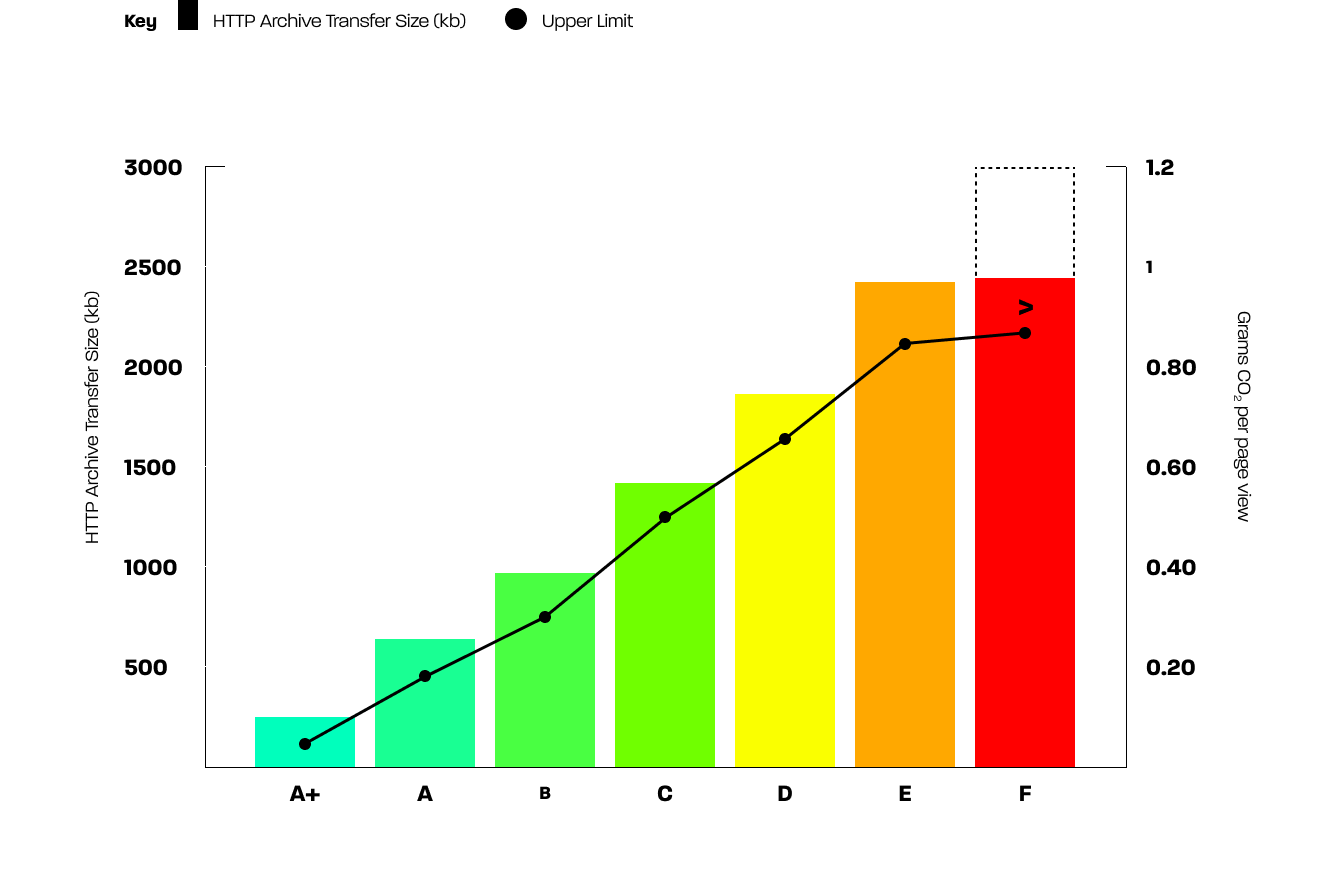 Key HTTP Archive Transfer Size (kb) Upper Limit
3000 1.2
2500 1
2000 0.80
1500 0.60
1000 0.40
500 0.20
HTTP Archive Transfer Size (kb)
Grams CO₂ per page view
>
A+ A B C D E F